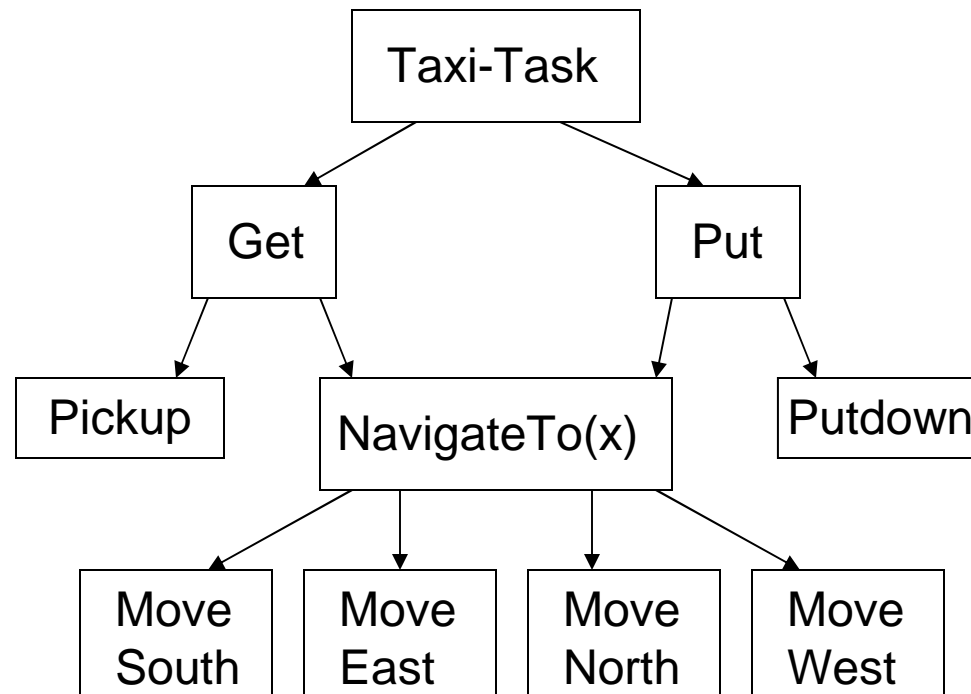 Taxi-Task
Get
Put
Pickup
NavigateTo(x)
Putdown
Move
South
Move
East
Move
North
Move
West